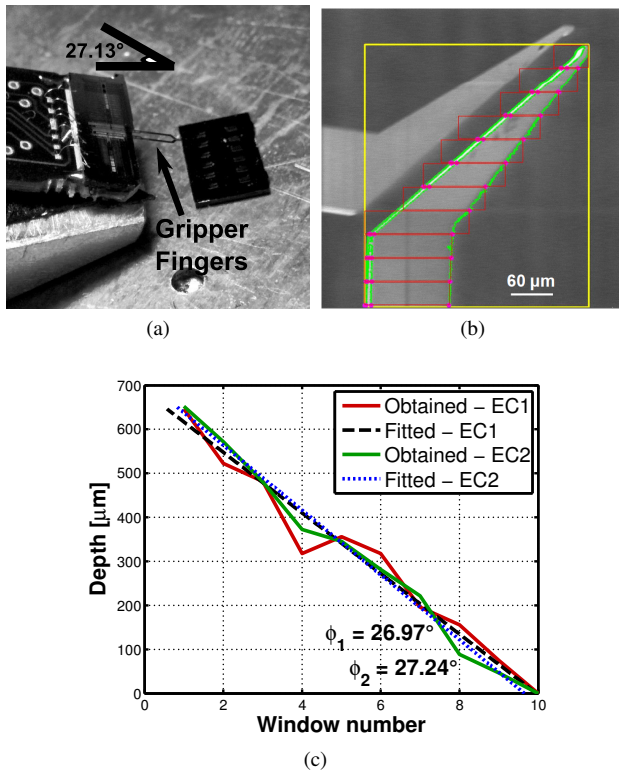 27.13°
Gripper
Fingers
60 µm
(a)
(b)
700
600
500
400
300
200
100
0
0
2
4
6
8
10
Depth [µm]
Window number
Obtained – EC1
Fitted – EC1
Obtained – EC2
Fitted – EC2
ϕ1 = 26.97°
ϕ2 = 27.24°
(c)